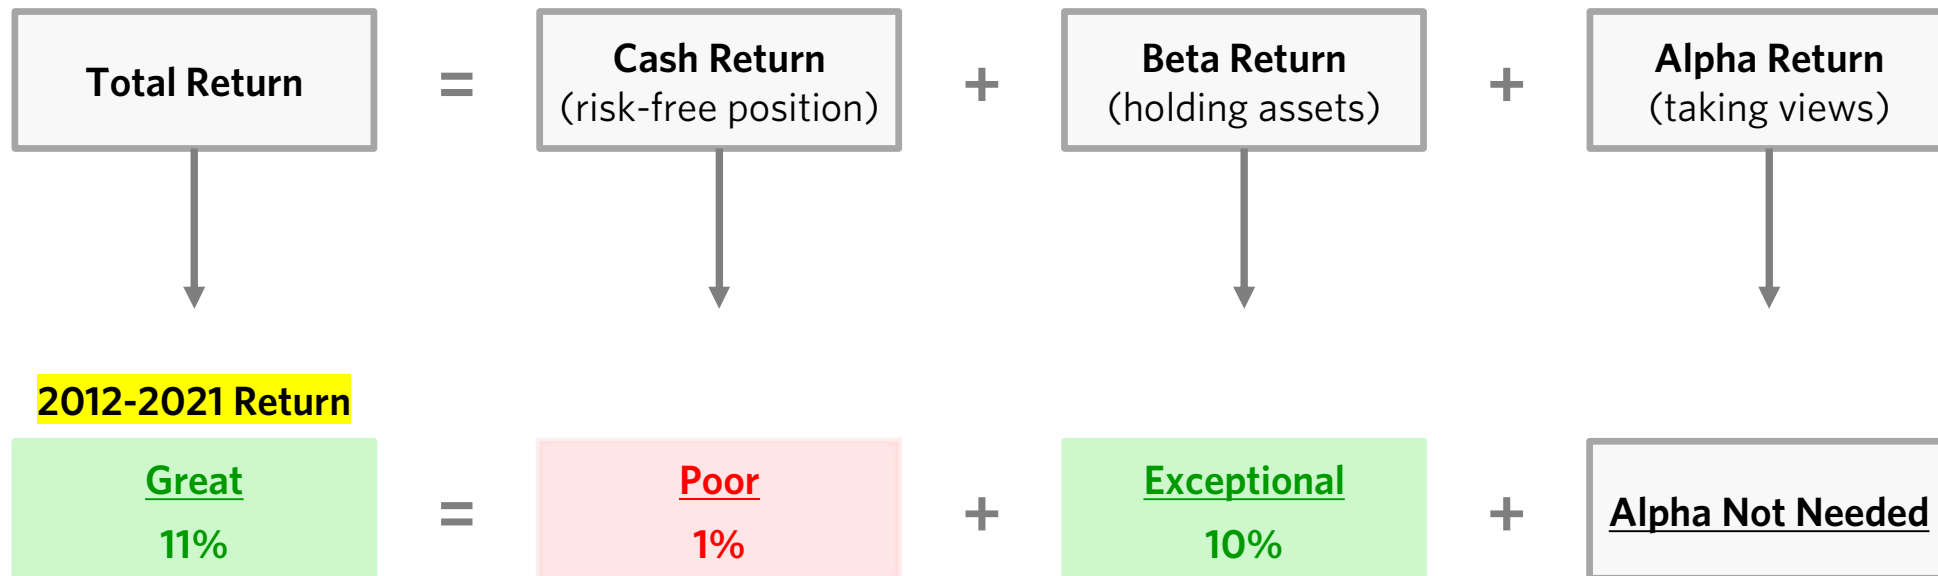 Total Return
=
Cash Return
(risk-free position)
+
Beta Return
(holding assets)
+
Alpha Return
(taking views)
2012-2021 Return
Great
11%
=
Poor
1%
+
Exceptional
10%
+
Alpha Not Needed